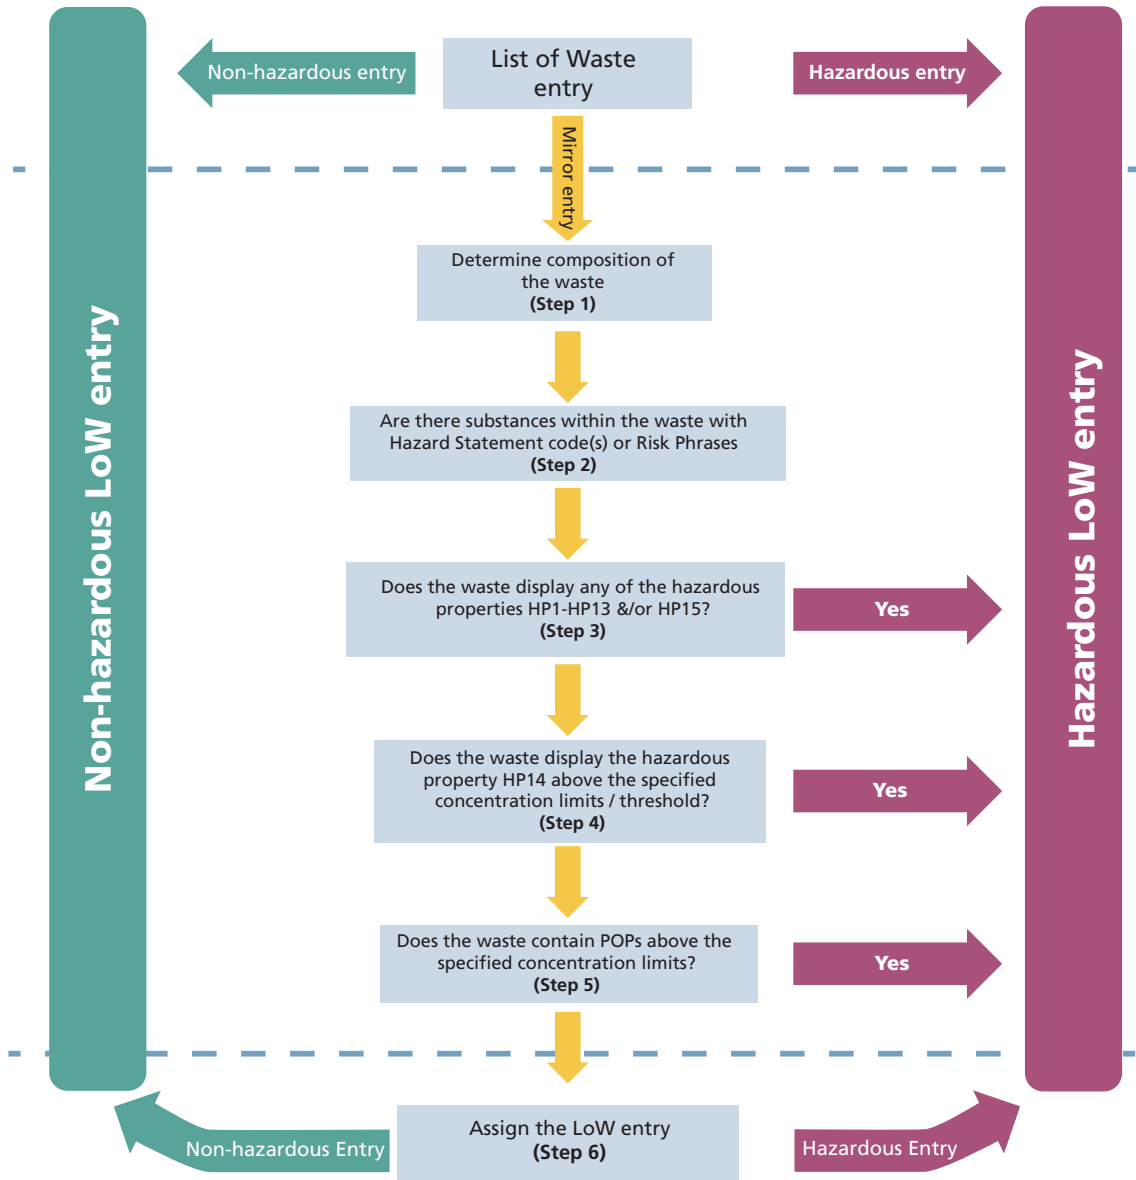 List of Waste
entry
Non-hazardous entry
Hazardous entry
Mirror entry
Determine composition of
the waste
(Step 1)
Are there substances within the waste with
Hazard Statement code(s) or Risk Phrases
(Step 2)
Does the waste display any of the hazardous
properties HP1-HP13 &/or HP15?
(Step 3)
Yes
Does the waste display the hazardous
property HP14 above the specified
concentration limits / threshold?
(Step 4)
Yes
Does the waste contain POPs above the
specified concentration limits?
(Step 5)
Yes
Assign the LoW entry
(Step 6)
Non-hazardous Entry
Hazardous Entry
Non-hazardous LoW entry
Hazardous LoW entry